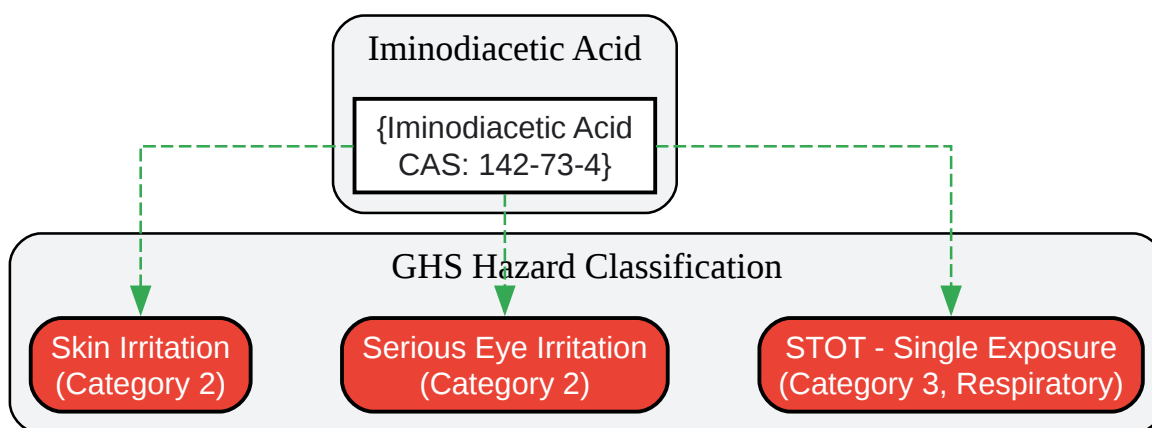 Iminodiacetic Acid
{Iminodiacetic Acid
CAS: 142-73-4}
GHS Hazard Classification
Skin Irritation
(Category 2)
Serious Eye Irritation
(Category 2)
STOT - Single Exposure
(Category 3, Respiratory)